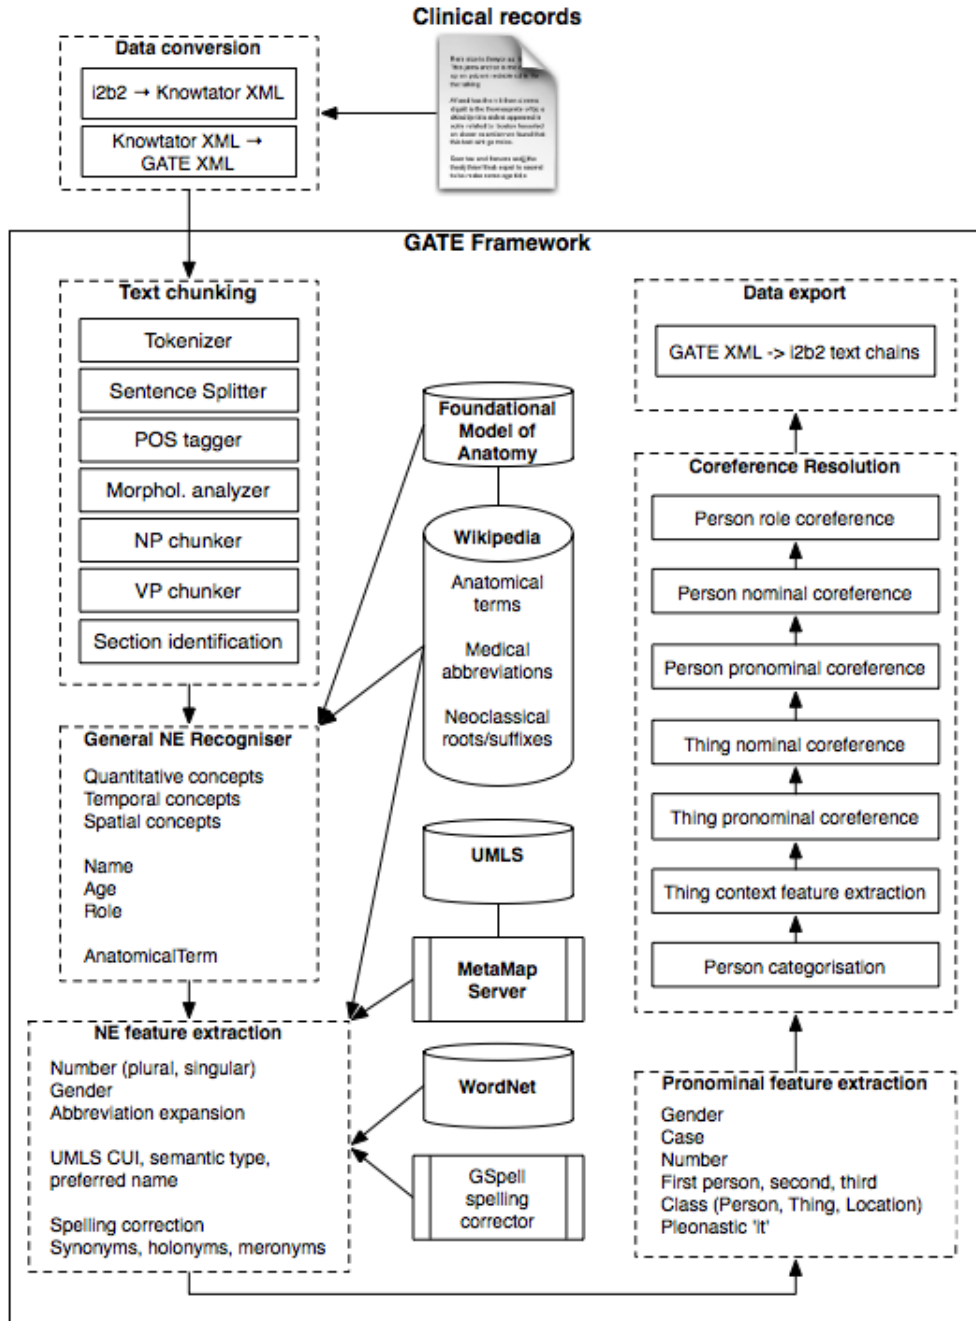 Clinical records
Data conversion
i2b2 → Knowtator XML
Knowtator XML →
GATE XML
GATE Framework
Text chunking
Tokenizer
Sentence Splitter
POS tagger
Morphol. analyzer
NP chunker
VP chunker
Section identification
General NE Recogniser
Quantitative concepts
Temporal concepts
Spatial concepts
Name
Age
Role
AnatomicalTerm
NE feature extraction
Number (plural, singular)
Gender
Abbreviation expansion
UMLS CUI, semantic type,
preferred name
Spelling correction
Synonyms, holonyms, meronyms
Foundational
Model of
Anatomy
Wikipedia
Anatomical
terms
Medical
abbreviations
Neoclassical
roots/suffixes
UMLS
MetaMap
Server
WordNet
GSpell
spelling
corrector
Data export
GATE XML -> i2b2 text chains
Coreference Resolution
Person role coreference
Person nominal coreference
Person pronominal coreference
Thing nominal coreference
Thing pronominal coreference
Thing context feature extraction
Person categorisation
Pronominal feature extraction
Gender
Case
Number
First person, second, third
Class (Person, Thing, Location)
Pleonastic 'it'